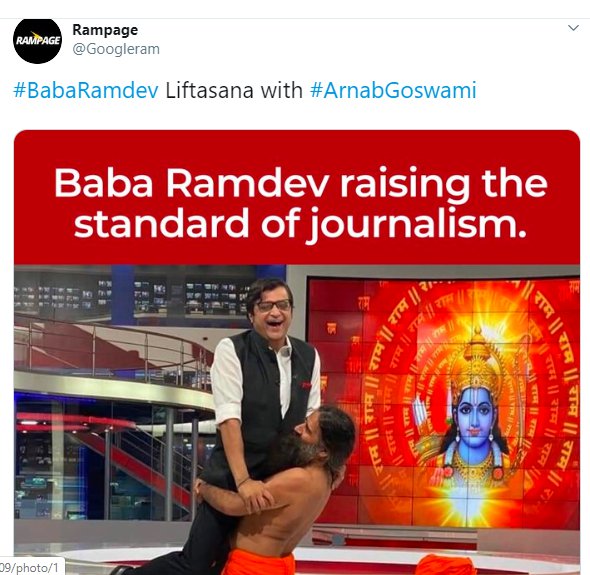 RAMPAGE
Rampage
@Googleram
#BabaRamdev Liftasana with #ArnabGoswami
Baba Ramdev raising the
standard of journalism.
राम || राम || राम || राम || राम
09/photo/1